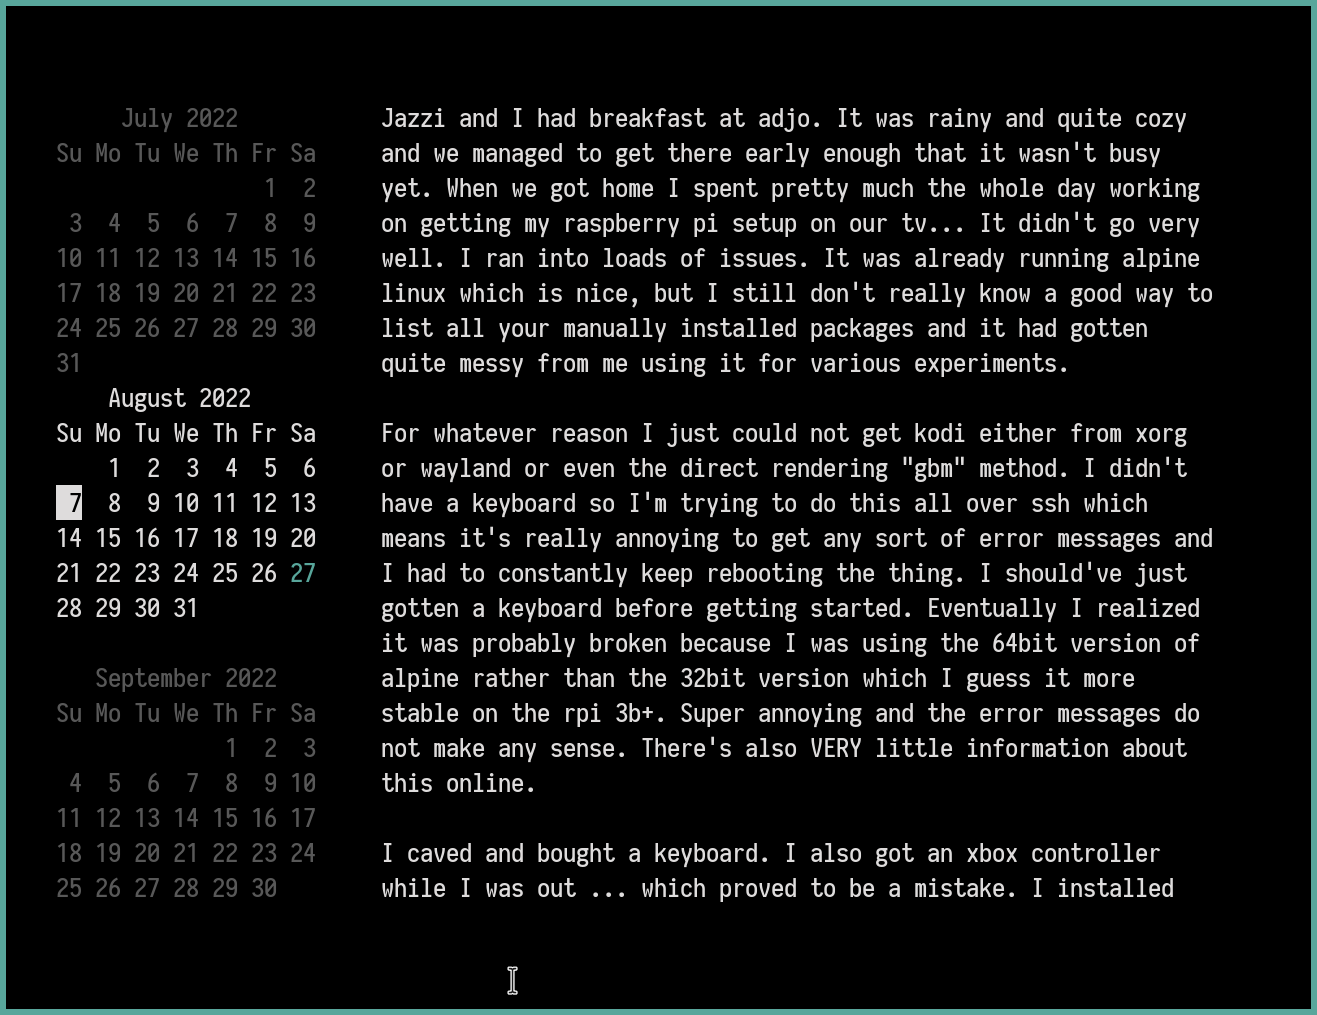 July 2022
Su Mo Tu We Th Fr Sa
1 2
3 4 5 6 7 8 9
10 11 12 13 14 15 16
17 18 19 20 21 22 23
24 25 26 27 28 29 30
31
August 2022
Su Mo Tu We Th Fr Sa
1 2 3 4 5 6
7 8 9 10 11 12 13
14 15 16 17 18 19 20
21 22 23 24 25 26 27
28 29 30 31
September 2022
Su Mo Tu We Th Fr Sa
1 2 3
4 5 6 7 8 9 10
11 12 13 14 15 16 17
18 19 20 21 22 23 24
25 26 27 28 29 30
Jazzi and I had breakfast at adjo. It was rainy and quite cozy
and we managed to get there early enough that it wasn't busy
yet. When we got home I spent pretty much the whole day working
on getting my raspberry pi setup on our tv... It didn't go very
well. I ran into loads of issues. It was already running alpine
linux which is nice, but I still don't really know a good way to
list all your manually installed packages and it had gotten
quite messy from me using it for various experiments.
For whatever reason I just could not get kodi either from xorg
or wayland or even the direct rendering "gbm" method. I didn't
have a keyboard so I'm trying to do this all over ssh which
means it's really annoying to get any sort of error messages and
I had to constantly keep rebooting the thing. I should've just
gotten a keyboard before getting started. Eventually I realized
it was probably broken because I was using the 64bit version of
alpine rather than the 32bit version which I guess it more
stable on the rpi 3b+. Super annoying and the error messages do
not make any sense. There's also VERY little information about
this online.
I caved and bought a keyboard. I also got an xbox controller
while I was out ... which proved to be a mistake. I installed